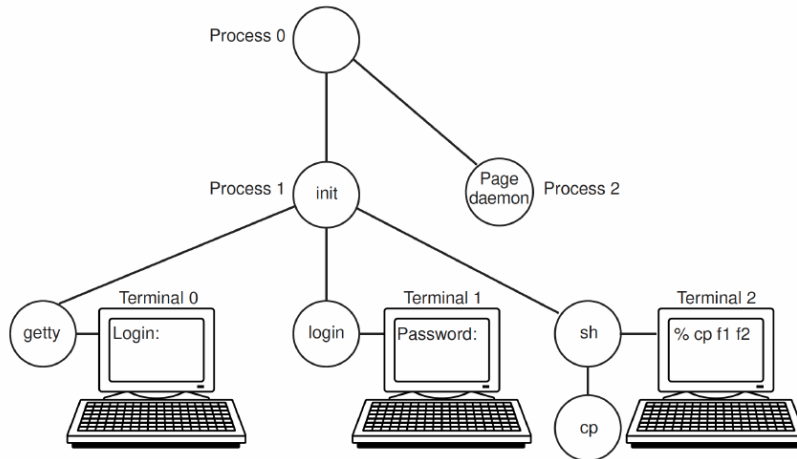 Process 0
Process 1
init
Page
daemon
Process 2
Terminal 0
Terminal 1
Terminal 2
getty
Login:
login
Password:
sh
% cp f1 f2
cp